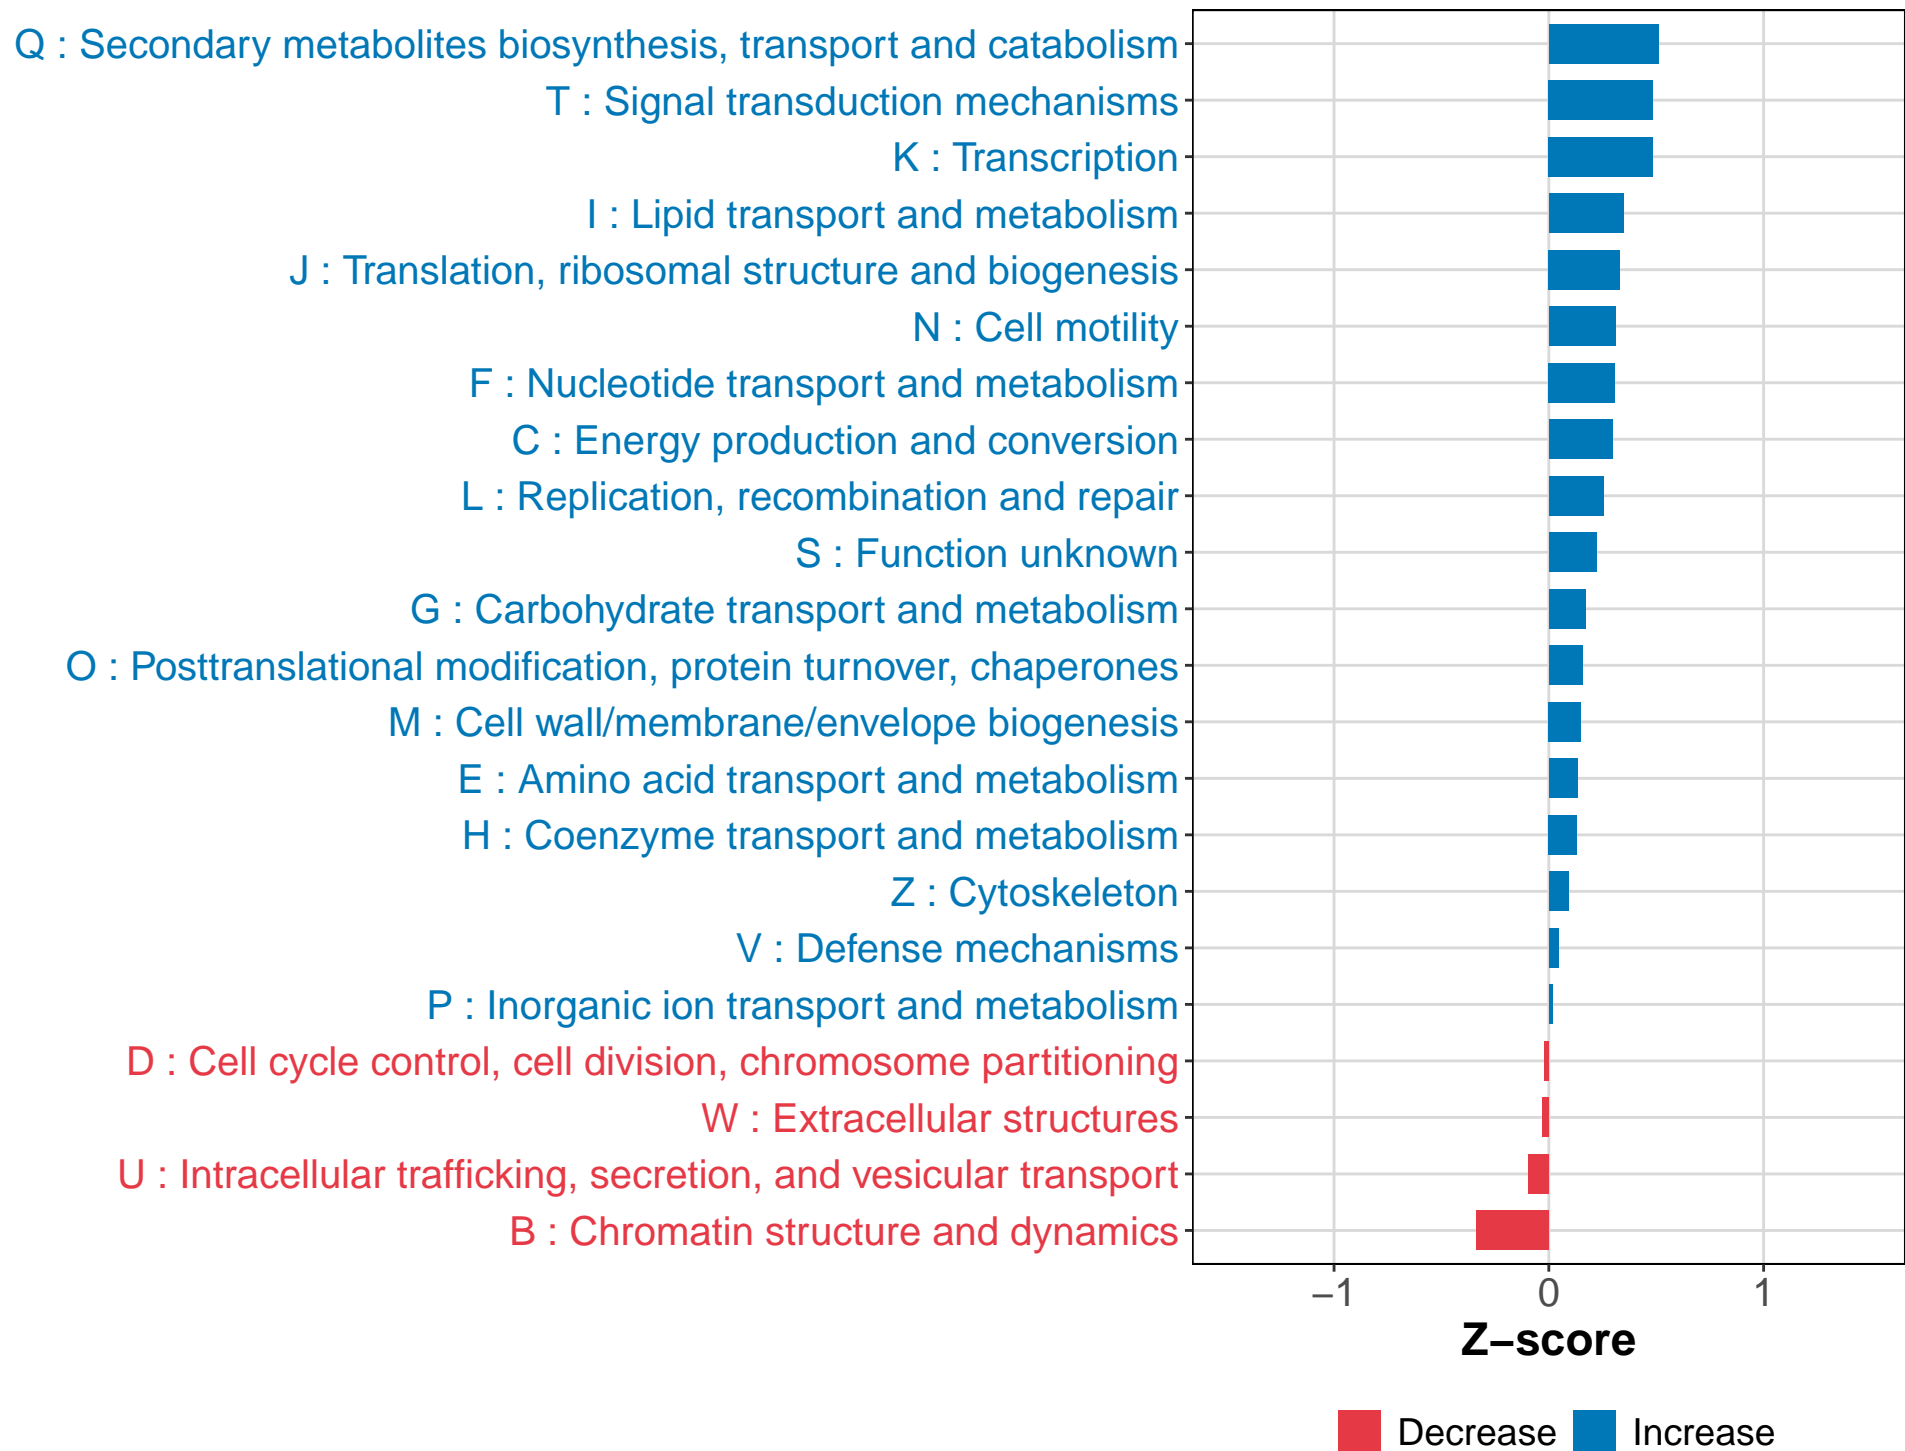 Q : Secondary metabolites biosynthesis, transport and catabolism
T : Signal transduction mechanisms
K : Transcription
I : Lipid transport and metabolism
J : Translation, ribosomal structure and biogenesis
N : Cell motility
F : Nucleotide transport and metabolism
C : Energy production and conversion
L : Replication, recombination and repair
S : Function unknown
G : Carbohydrate transport and metabolism
O : Posttranslational modification, protein turnover, chaperones
M : Cell wall/membrane/envelope biogenesis
E : Amino acid transport and metabolism
H : Coenzyme transport and metabolism
Z : Cytoskeleton
V : Defense mechanisms
P : Inorganic ion transport and metabolism
D : Cell cycle control, cell division, chromosome partitioning
W : Extracellular structures
U : Intracellular trafficking, secretion, and vesicular transport
B : Chromatin structure and dynamics
−1 0 1
Z−score
Decrease Increase